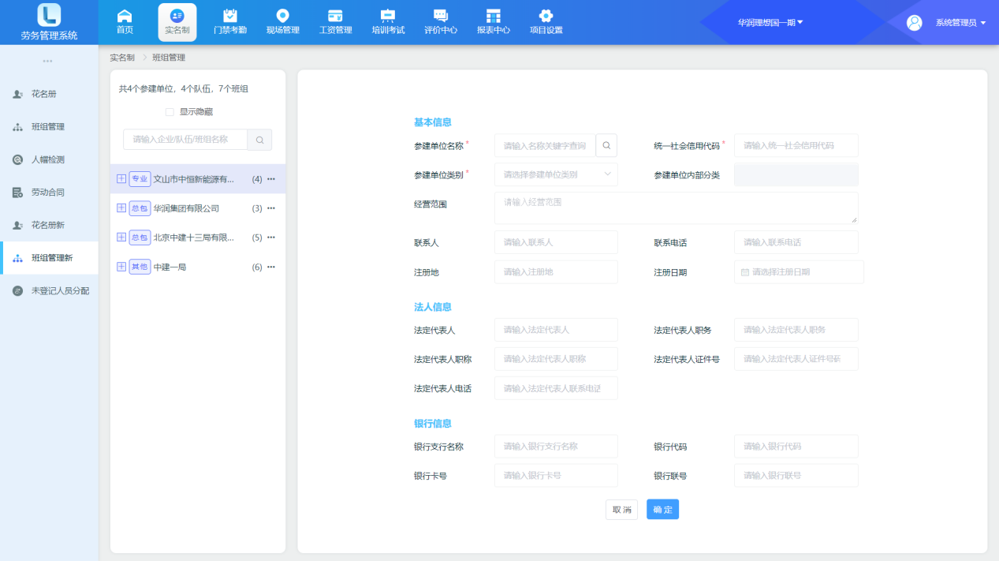 劳务管理系统
首页
实名制
门禁考勤
现场管理
工资管理
培训考试
评价中心
报表中心
项目设置
华润理想国一期
系统管理员
花名册
班组管理
人帽检测
劳动合同
花名册新
班组管理新
未登记人员分配
实名制 > 班组管理
共4个参建单位，4个队伍，7个班组
显示隐藏
请输入企业/队伍/班组名称
专业 文山市中恒新能源有... (4)
总包 华润集团有限公司 (3)
总包 北京中建十三局有限... (5)
其他 中建一局 (6)
基本信息
参建单位名称* 请输入名称关键字查询 统一社会信用代码* 请输入统一社会信用代码
参建单位类别* 请选择参建单位类别 参建单位内部分类
经营范围 请输入经营范围
联系人 请输入联系人 联系电话 请输入联系电话
注册地 请输入注册地 注册日期 请选择注册日期
法人信息
法定代表人 请输入法定代表人 法定代表人职务 请输入法定代表人职务
法定代表人职称 请输入法定代表人职称 法定代表人证件号 请输入法定代表人证件号码
法定代表人电话 请输入法定代表人联系电话
银行信息
银行支行名称 请输入银行支行名称 银行代码 请输入银行代码
银行卡号 请输入银行卡号 银行联号 请输入银行联号
取消 确定